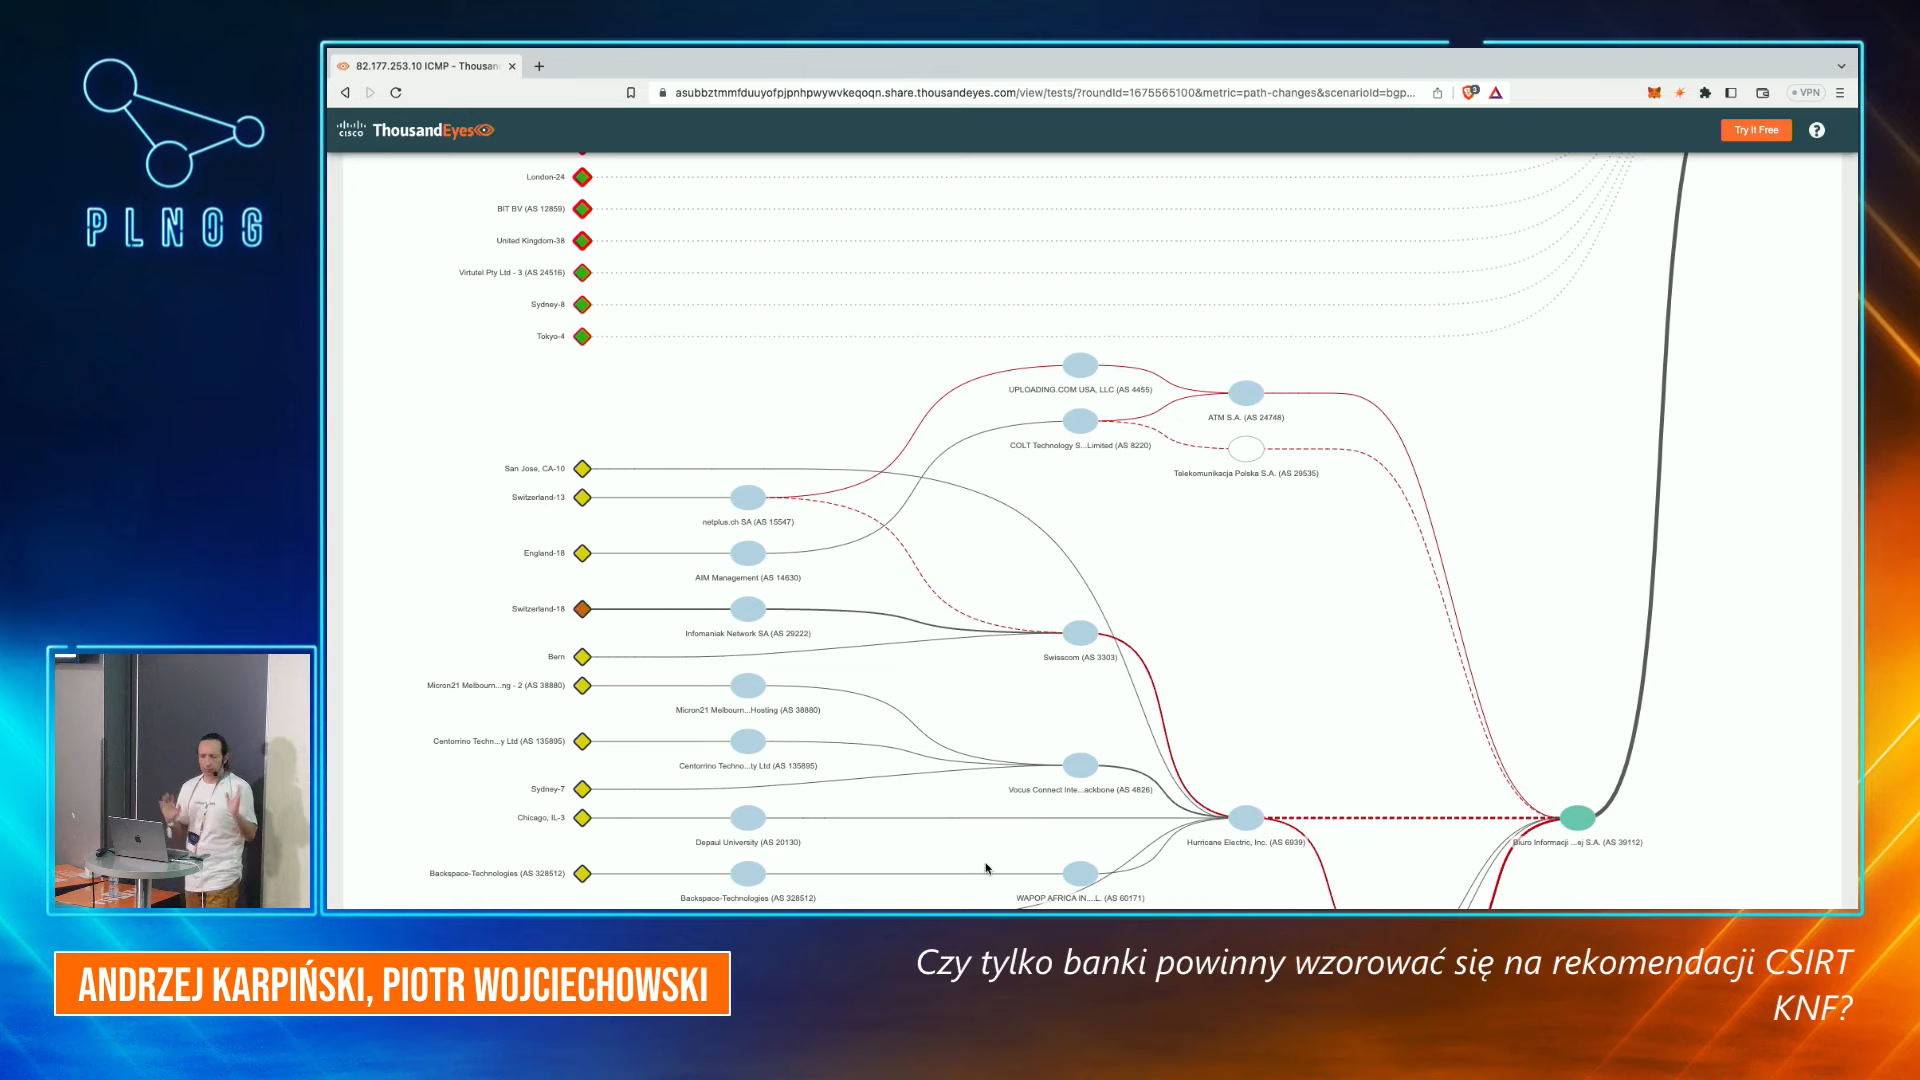 PLNOG
82.177.253.10 ICMP - Thousan
asubbztmmfduuyofpjpnhpwywvkeqoqn.share.thousandeyes.com/view/tests/?roundId=1675565100&metric=path-changes&scenarioId=bgp...
3
VPN
CISCO ThousandEyes
Try It Free
?
London-24
BIT BV (AS 12859)
United Kingdom-38
Virtutel Pty Ltd - 3 (AS 24516)
Sydney-8
Tokyo-4
UPLOADING.COM USA, LLC (AS 4455)
ATM S.A. (AS 24748)
COLT Technology S...Limited (AS 8220)
Telekomunikacja Polska S.A. (AS 29535)
San Jose, CA-10
Switzerland-13
netplus.ch SA (AS 15547)
England-18
AIM Management (AS 14630)
Switzerland-18
Infomaniak Network SA (AS 29222)
Bern
Swisscom (AS 3303)
Micron21 Melbourn...ng - 2 (AS 38880)
Micron21 Melbourn...Hosting (AS 38880)
Centorrino Techn...y Ltd (AS 135895)
Centorrino Techno...ty Ltd (AS 135895)
Sydney-7
Vocus Connect Inte...ackbone (AS 4826)
Chicago, IL-3
Depaul University (AS 20130)
Hurricane Electric, Inc. (AS 6939)
Biuro Informacji ...ej S.A. (AS 39112)
Backspace-Technologies (AS 328512)
Backspace-Technologies (AS 328512)
WAPOP AFRICA IN....L. (AS 60171)
ANDRZEJ KARPIŃSKI, PIOTR WOJCIECHOWSKI
Czy tylko banki powinny wzorować się na rekomendacji CSIRT
KNF?